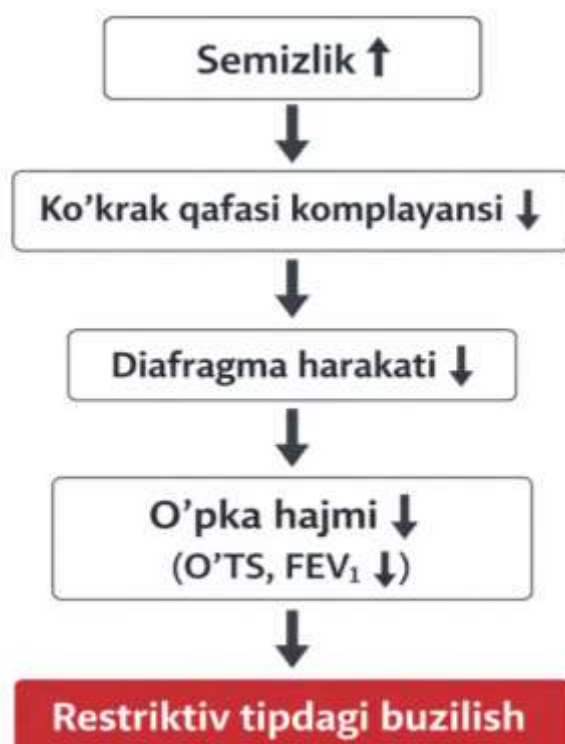 Semizlik ↑
Ko'krak qafasi komplayansi ↓
Diafragma harakati ↓
O'pka hajmi ↓
(O'TS, FEV₁ ↓)
Restriktiv tipdagi buzilish